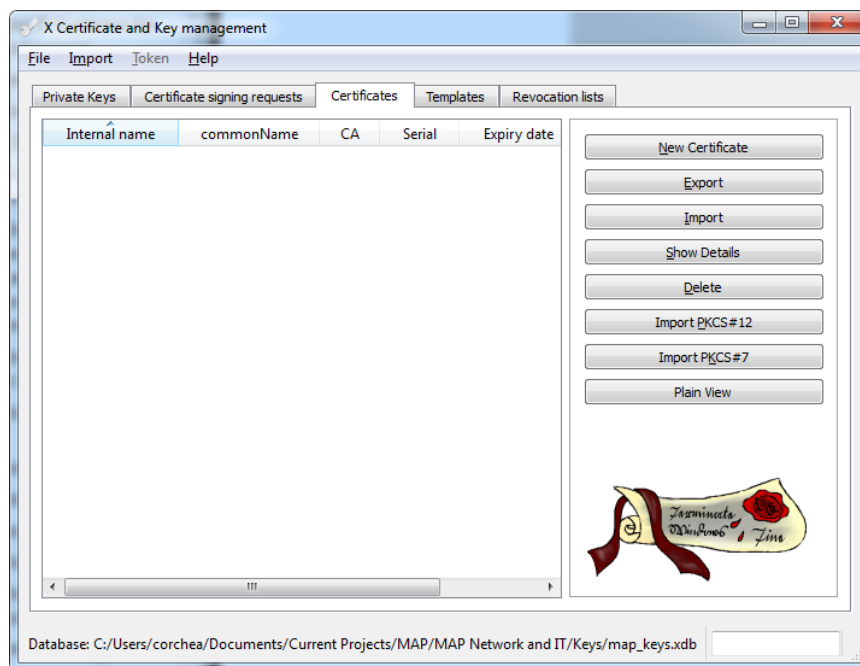 X Certificate and Key management
File Import Token Help
Private Keys Certificate signing requests Certificates Templates Revocation lists
Internal name commonName CA Serial Expiry date
New Certificate
Export
Import
Show Details
Delete
Import PKCS#12
Import PKCS#7
Plain View
Windows
Database: C:/Users/corchea/Documents/Current Projects/MAP/MAP Network and IT/Keys/map_keys.xdb